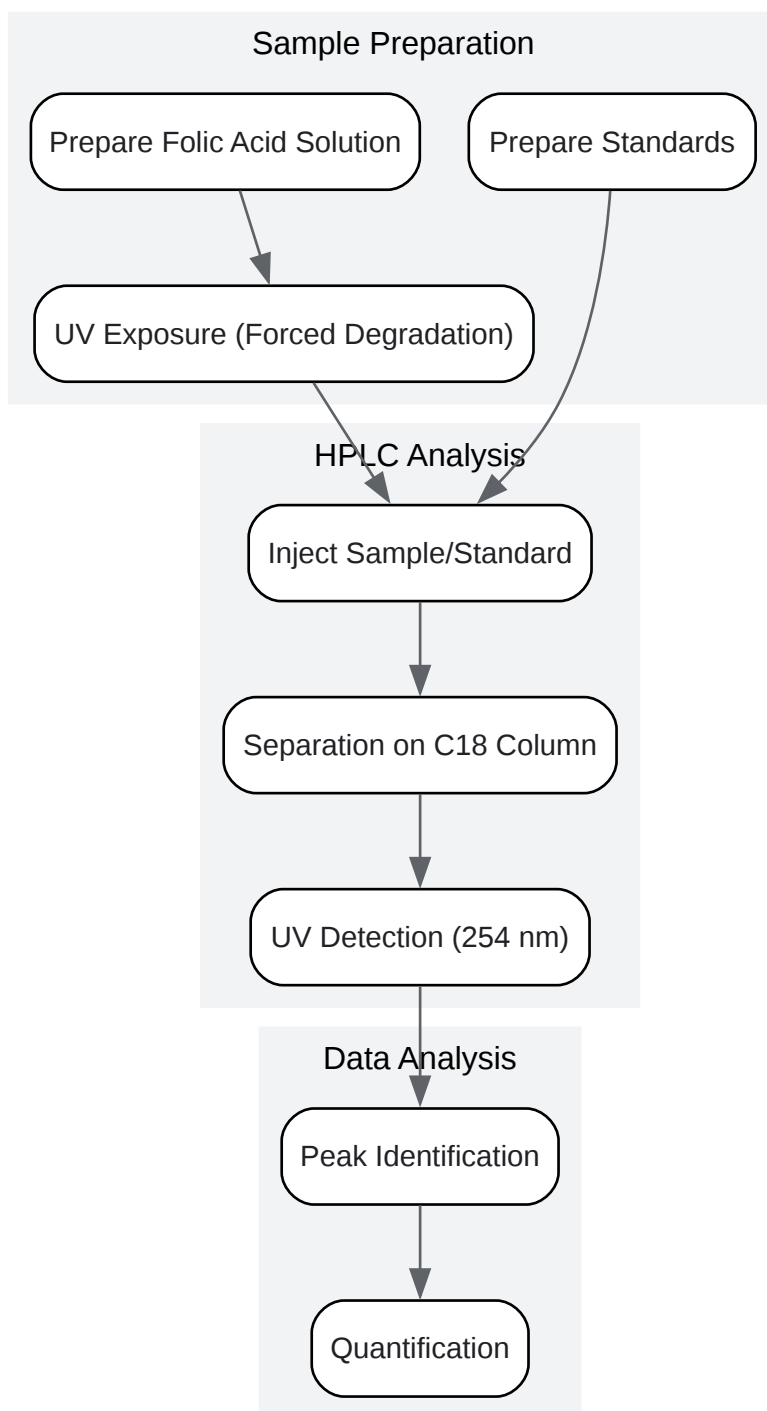 Sample Preparation
Prepare Folic Acid Solution
Prepare Standards
UV Exposure (Forced Degradation)
HPLC Analysis
Inject Sample/Standard
Separation on C18 Column
UV Detection (254 nm)
Data Analysis
Peak Identification
Quantification